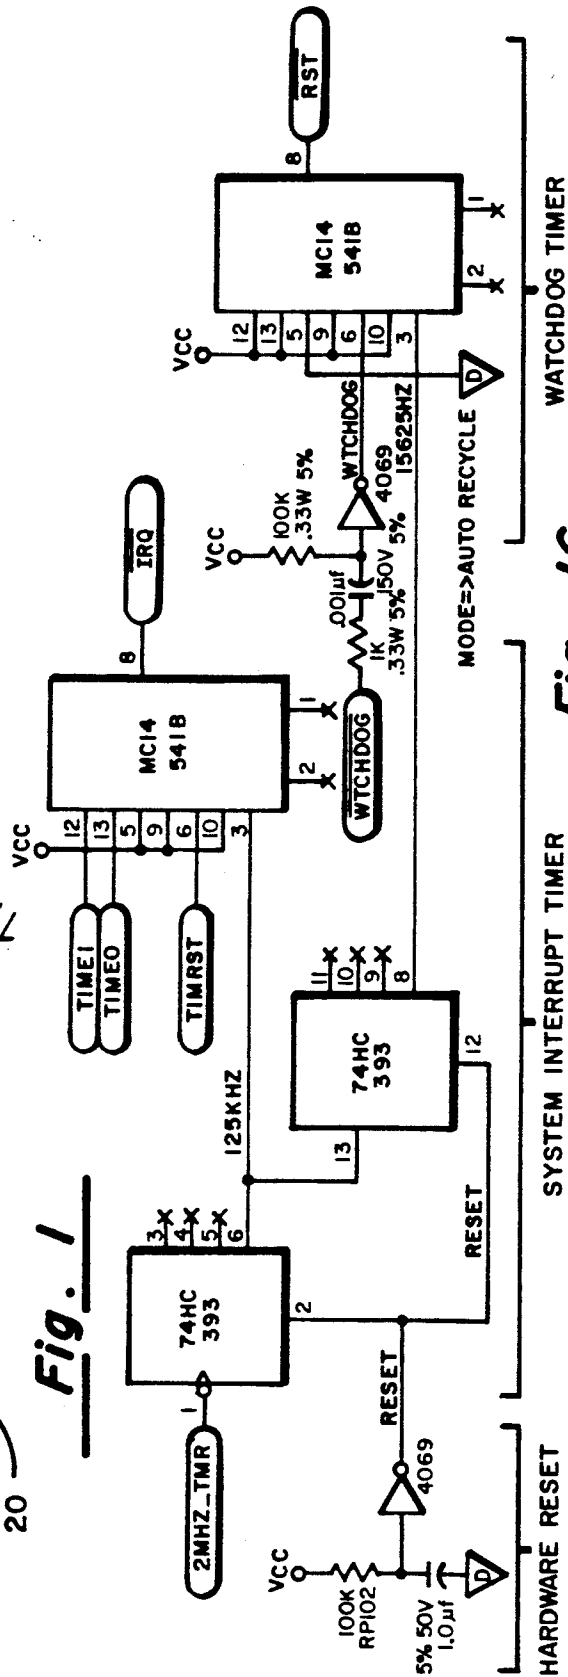 20
Fig. 1
2MHZ_TMR
1
74HC
393
3
4
5
6
2
125KHZ
VCC
100K
RP102
5% 50V
1.0µf
D
4069
RESET
RESET
HARDWARE RESET
13
74HC
393
11
10
9
8
12
TIME1
TIME0
TIMRST
VCC
12
13
5
9
6
10
3
MC14
541B
8
IRQ
2
1
SYSTEM INTERRUPT TIMER
WTCHDOG
1K
.33W 5%
.001µf
150V
5%
VCC
100K
.33W 5%
4069
WTCHDOG
15625HZ
MODE=>AUTO RECYCLE
D
VCC
12
13
5
9
6
10
3
MC14
541B
8
RST
2
1
WATCHDOG TIMER